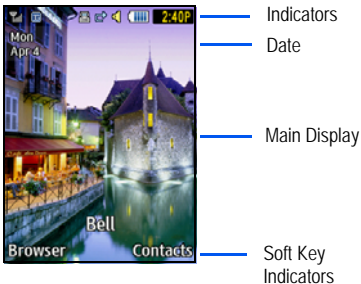 2:40P
Mon
Apr 4
Bell
Browser
Contacts
Indicators
Date
Main Display
Soft Key
Indicators